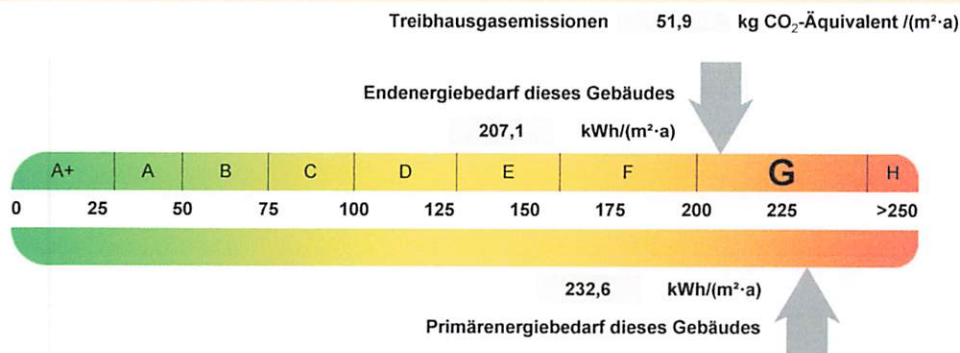 Treibhausgasemissionen 51,9 kg CO₂-Äquivalent /(m²·a)
Endenergiebedarf dieses Gebäudes
207,1 kWh/(m²·a)
A+ A B C D E F G H
0 25 50 75 100 125 150 175 200 225 >250
232,6 kWh/(m²·a)
Primärenergiebedarf dieses Gebäudes